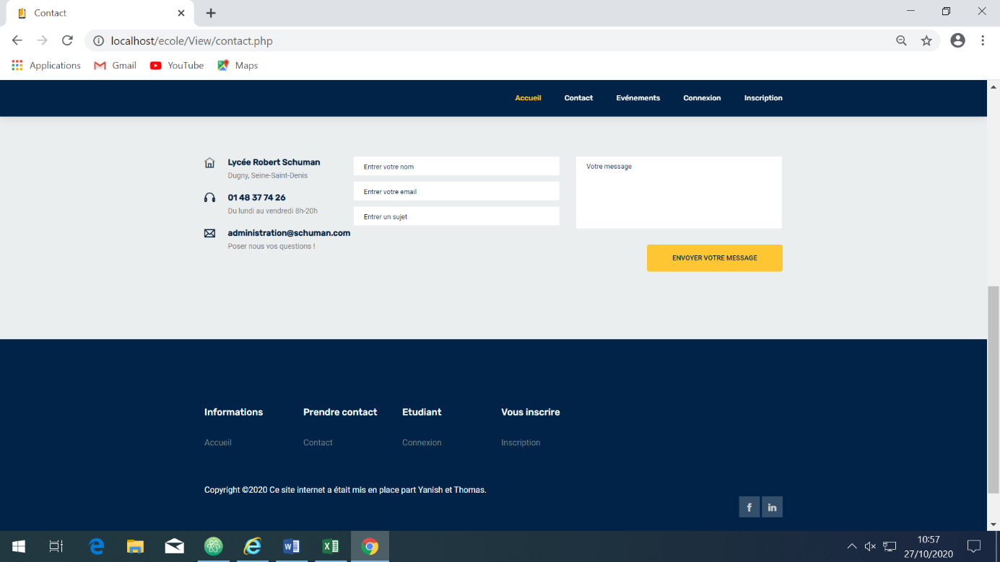 Contact
localhost/ecole/View/contact.php
Applications Gmail YouTube Maps
Accueil Contact Evénements Connexion Inscription
Lycée Robert Schuman
Dugny, Seine-Saint-Denis
01 48 37 74 26
Du lundi au vendredi 8h-20h
administration@schuman.com
Poser nous vos questions !
Entrer votre nom
Entrer votre email
Entrer un sujet
Votre message
ENVOYER VOTRE MESSAGE
Informations Prendre contact Etudiant Vous inscrire
Accueil Contact Connexion Inscription
Copyright ©2020 Ce site internet a était mis en place part Yanish et Thomas.
10:57
27/10/2020